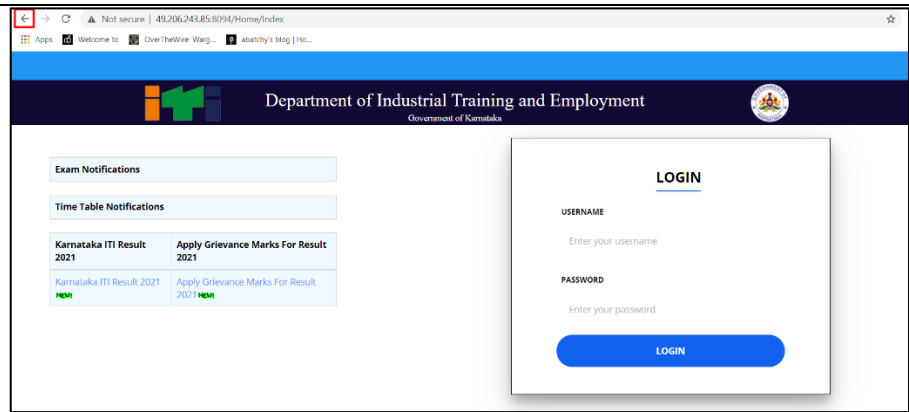 Not secure | 49.206.243.85:8094/Home/Index
Apps Welcome to OverTheWire: Warg... abatchy's blog | Ho...
Department of Industrial Training and Employment
Government of Karnataka
Exam Notifications
Time Table Notifications
Karnataka ITI Result 2021
Apply Grievance Marks For Result 2021
Karnataka ITI Result 2021
NEW!
Apply Grievance Marks For Result 2021 NEW!
LOGIN
USERNAME
Enter your username
PASSWORD
Enter your password
LOGIN